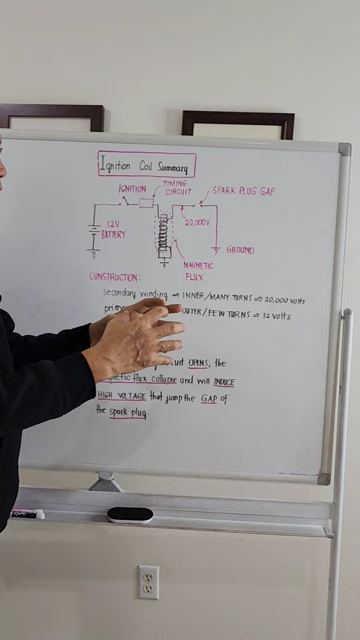 Ignition Coil Summary
TIMING
CIRCUIT
IGNITION
SPARK PLUG GAP
20,000V
12V
BATTERY
GROUND
MAGNETIC
FLUX
CONSTRUCTION:
secondary winding ⇒ INNER/MANY TURNS ⇒ 20,000 VOLTS
OUTER/FEW TURNS ⇒ 12 VOLTS
OPENS, the
flux collapse and will INDUCE
HIGH VOLTAGE that jump the GAP of
the spark plug